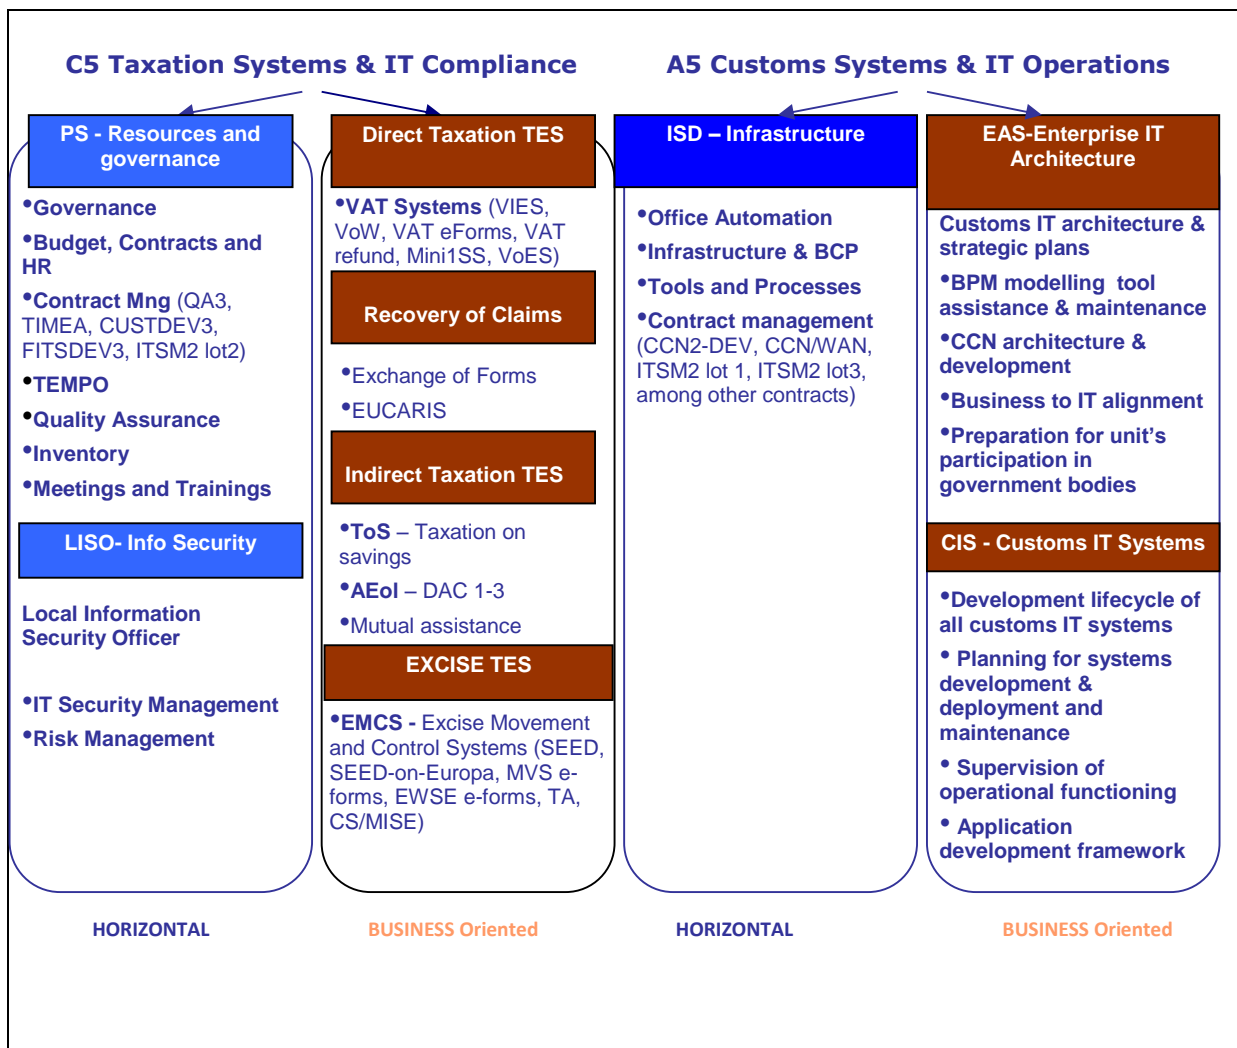 C5 Taxation Systems & IT Compliance
A5 Customs Systems & IT Operations
PS - Resources and
governance
•Governance
•Budget, Contracts and
HR
•Contract Mng (QA3,
TIMEA, CUSTDEV3,
FITSDEV3, ITSM2 lot2)
•TEMPO
•Quality Assurance
•Inventory
•Meetings and Trainings
LISO- Info Security
Local Information
Security Officer
•IT Security Management
•Risk Management
HORIZONTAL
Direct Taxation TES
•VAT Systems (VIES,
VoW, VAT eForms, VAT
refund, Mini1SS, VoES)
Recovery of Claims
•Exchange of Forms
•EUCARIS
Indirect Taxation TES
•ToS – Taxation on
savings
•AEoI – DAC 1-3
•Mutual assistance
EXCISE TES
•EMCS - Excise Movement
and Control Systems (SEED,
SEED-on-Europa, MVS e-
forms, EWSE e-forms, TA,
CS/MISE)
BUSINESS Oriented
ISD – Infrastructure
•Office Automation
•Infrastructure & BCP
•Tools and Processes
•Contract management
(CCN2-DEV, CCN/WAN,
ITSM2 lot 1, ITSM2 lot3,
among other contracts)
HORIZONTAL
EAS-Enterprise IT
Architecture
Customs IT architecture &
strategic plans
•BPM modelling tool
assistance & maintenance
•CCN architecture &
development
•Business to IT alignment
•Preparation for unit’s
participation in
government bodies
CIS - Customs IT Systems
•Development lifecycle of
all customs IT systems
• Planning for systems
development &
deployment and
maintenance
• Supervision of
operational functioning
• Application
development framework
BUSINESS Oriented